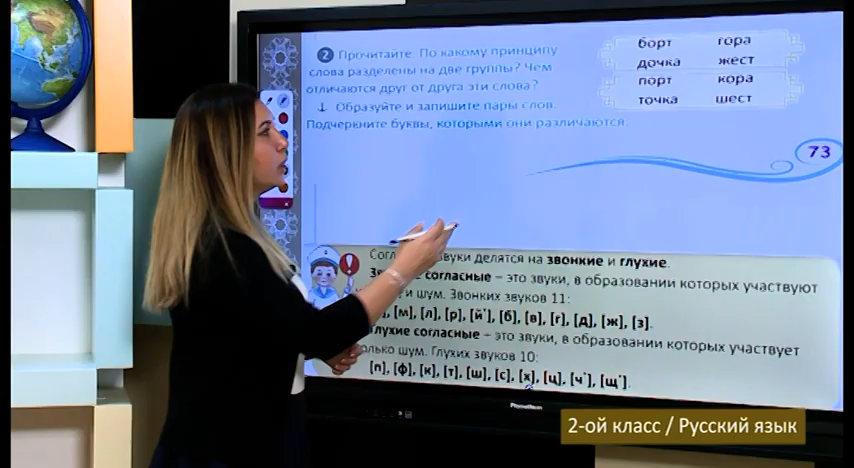 2 Прочитайте. По какому принципу
слова разделены на две группы? Чем
отличаются друг от друга эти слова?
↓ Образуйте и запишите пары слов.
Подчеркните буквы, которыми они различаются.
борт гора
дочка жест
порт кора
точка шест
73
звуки делятся на звонкие и глухие.
согласные – это звуки, в образовании которых участвуют
и шум. Звонких звуков 11:
[м], [л], [р], [й'], [б], [в], [г], [д], [ж], [з].
Глухие согласные – это звуки, в образовании которых участвует
только шум. Глухих звуков 10:
[п], [ф], [к], [т], [ш], [с], [х], [ц], [ч'], [щ'].
Promethean
2-ой класс / Русский язык